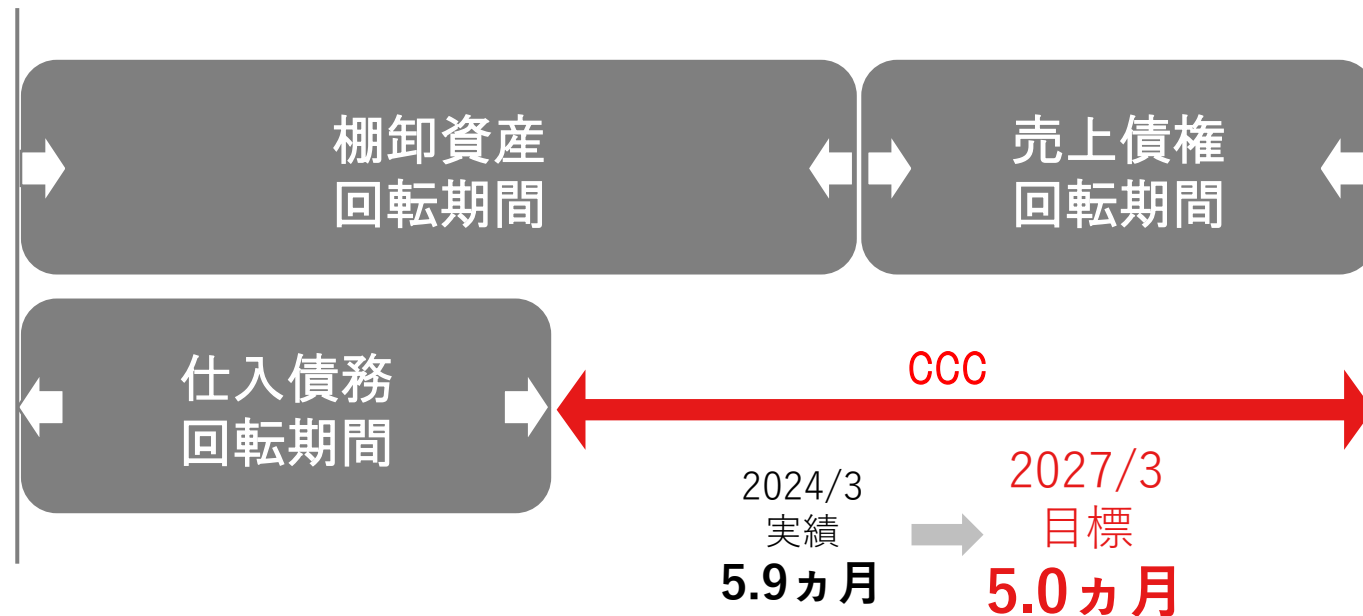 棚卸資産
回転期間
売上債権
回転期間
仕入債務
回転期間
CCC
2024/3
実績
5.9ヵ月
2027/3
目標
5.0ヵ月